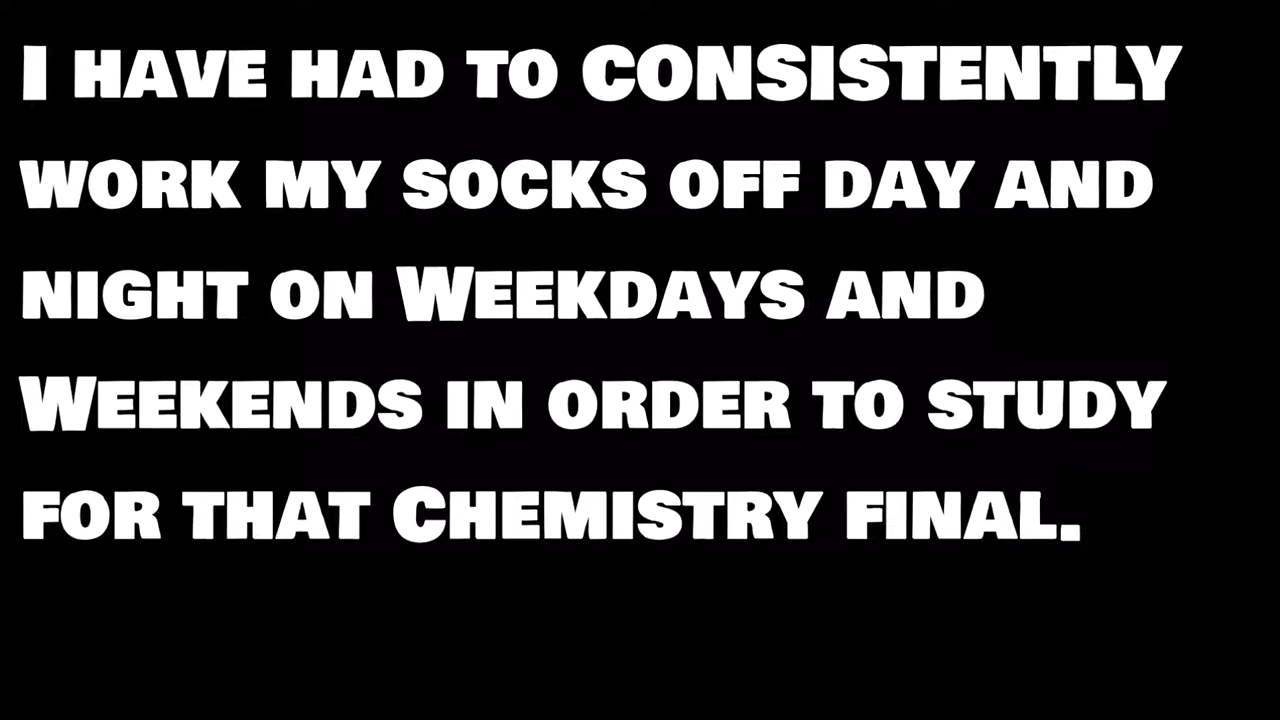 I have had to CONSISTENTLY
work my socks off day and
night on Weekdays and
Weekends in order to study
for that Chemistry final.